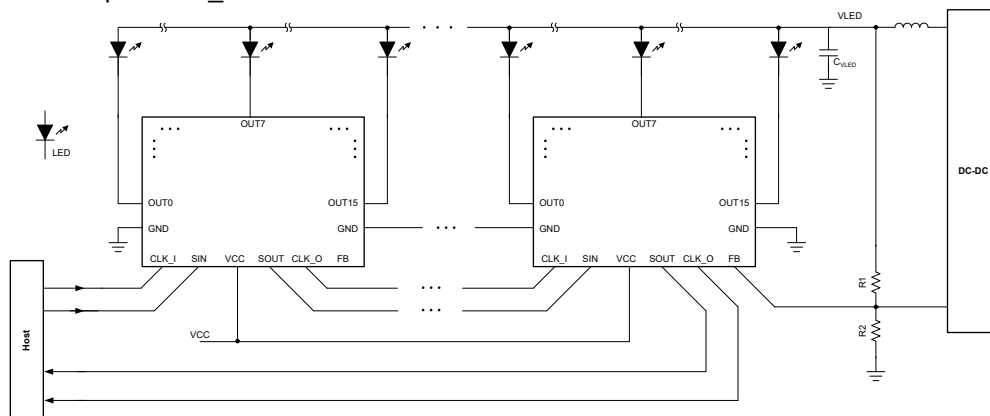 VLED
C_VLED
OUT7
OUT7
LED
DC-DC
OUT0
OUT15
OUT0
OUT15
GND
GND
GND
GND
CLK_I SIN VCC SOUT CLK_O FB
CLK_I SIN VCC SOUT CLK_O FB
R1
R2
VCC
Host